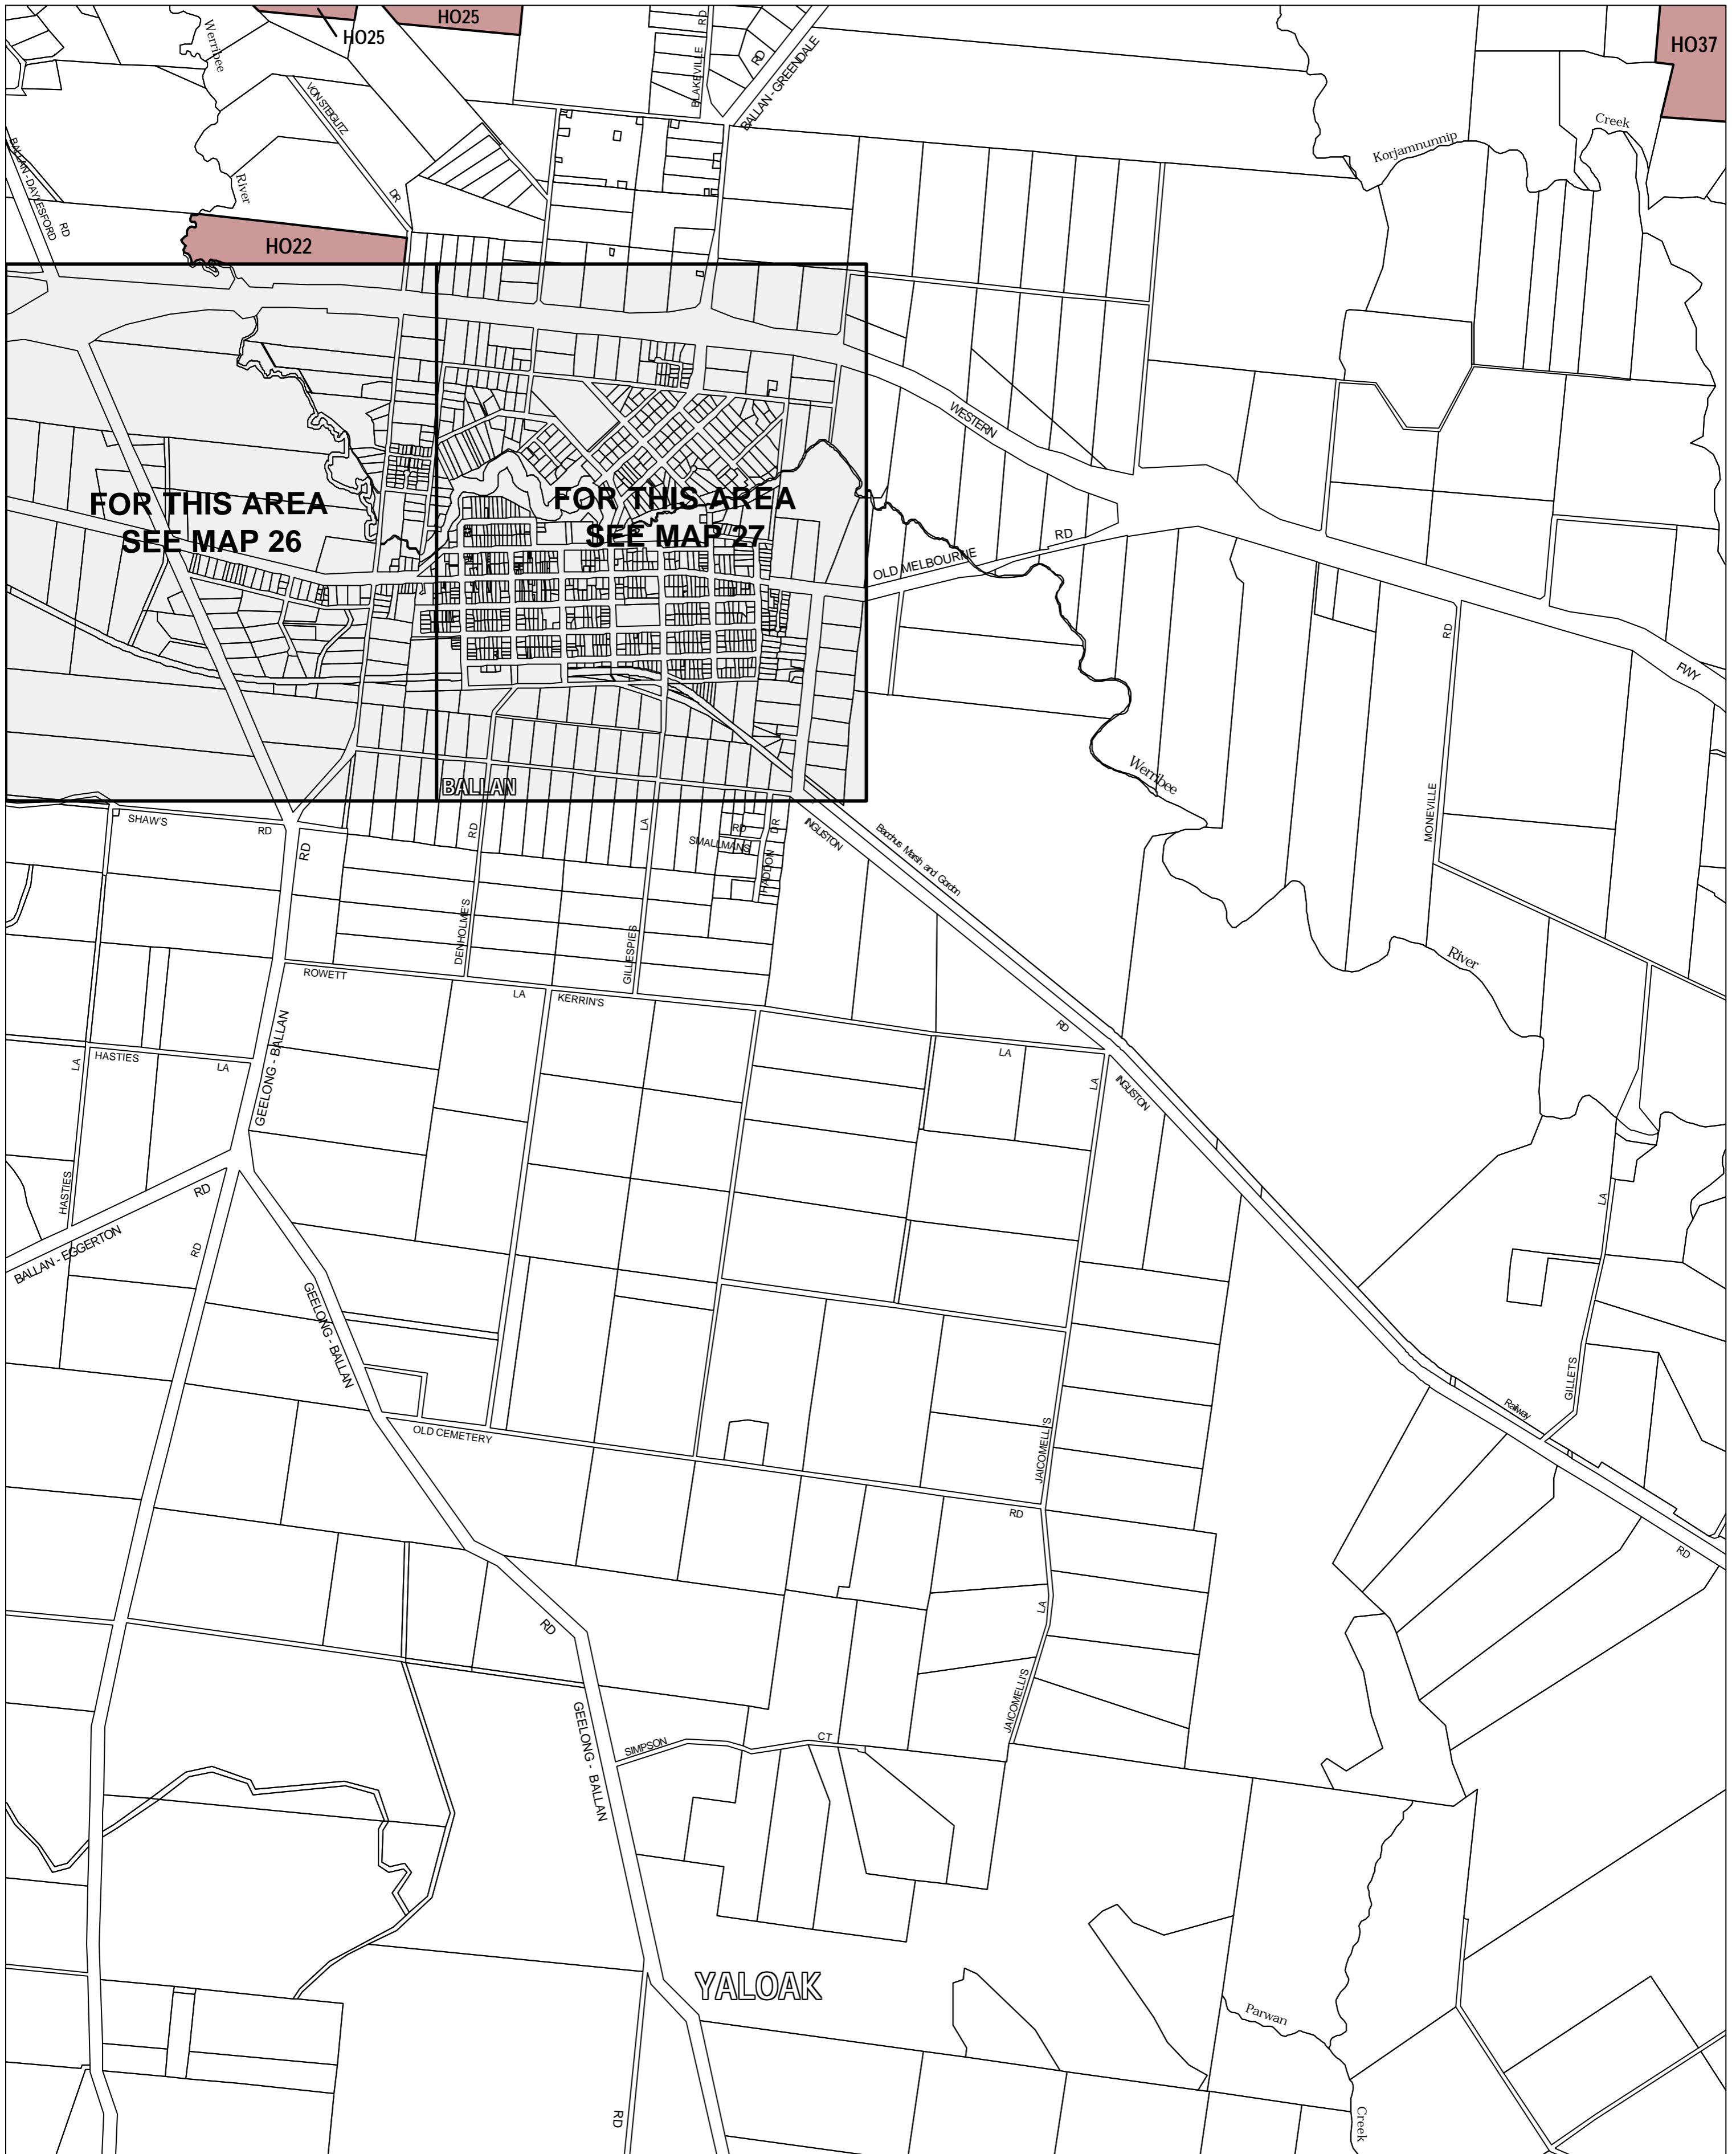 HO25
HO25
HO37
Werribee
River
VON STIEGLITZ
DR
BLAKEVILLE
RD
RD
BALLAN - GREENDALE
Korjamnunnip
Creek
BALLAN - DAYLESFORD
RD
HO22
WESTERN
FOR THIS AREA
SEE MAP 26
FOR THIS AREA
SEE MAP 27
OLD MELBOURNE
RD
RD
FWY
Werribee
BALLAN
MONEVILLE
SHAW'S
RD
RD
RD
LA
SMALLMANS
RD
HADDON
DR
INGLISTON
Bacchus Marsh and Gordon
DENHOLME'S
GILLESPIES
River
ROWETT
LA
KERRIN'S
RD
LA
HASTIES
LA
LA
GEELONG - BALLAN
LA
INGLISTON
HASTIES
RD
LA
BALLAN - EGGERTON
RD
GEELONG - BALLAN
GILLETS
Railway
OLD CEMETERY
JAICOMELLI'S
RD
RD
RD
LA
JAICOMELLI'S
GEELONG - BALLAN
SIMPSON
CT
YALOAK
Parwan
Creek
RD